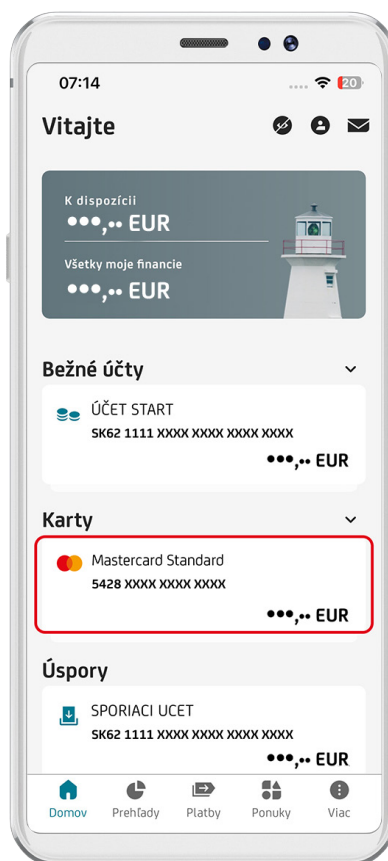 07:14
20
Vitajte
K dispozícii
•••,•• EUR
Všetky moje financie
•••,•• EUR
Bežné účty
ÚČET START
SK62 1111 XXXX XXXX XXXX XXXX
•••,•• EUR
Karty
Mastercard Standard
5428 XXXX XXXX XXXX
•••,•• EUR
Úspory
SPORIACI UCET
SK62 1111 XXXX XXXX XXXX XXXX
•••,•• EUR
Domov Prehľady Platby Ponuky Viac